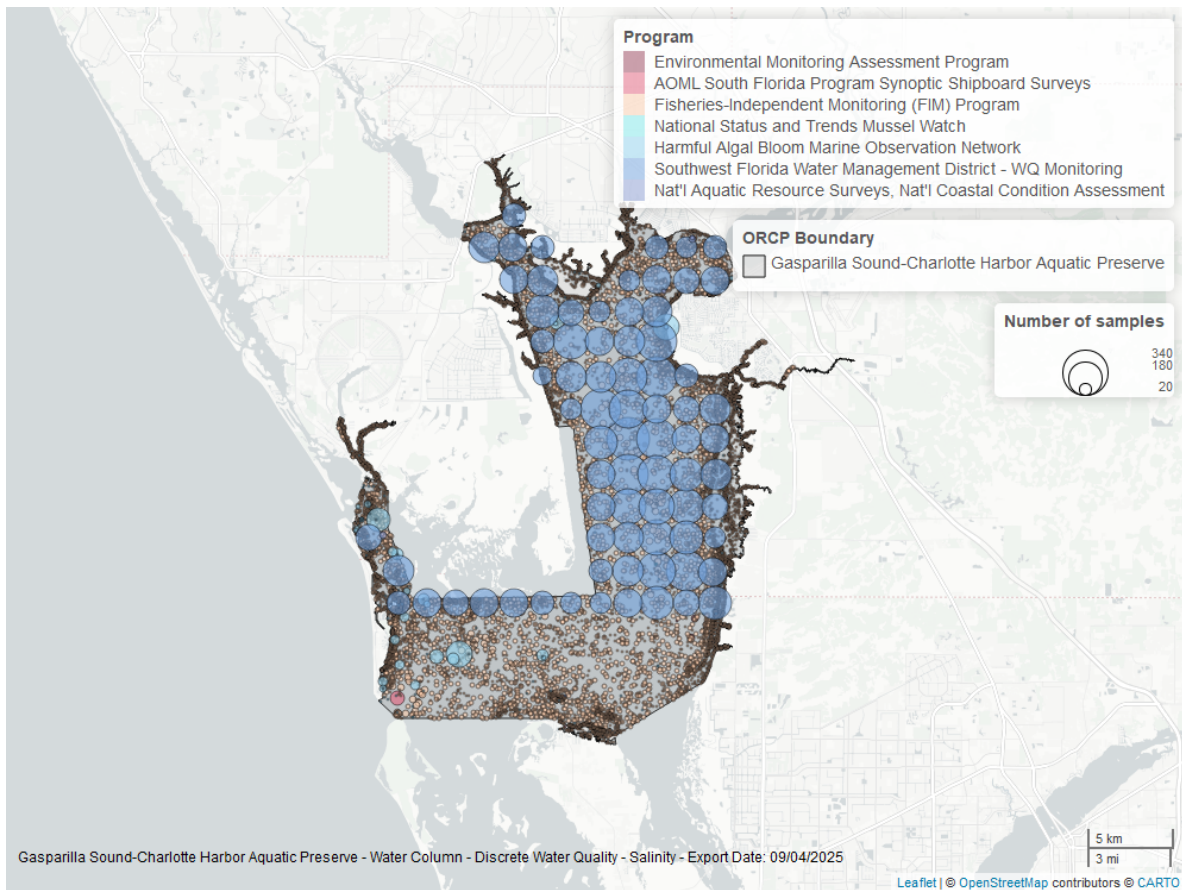 Program
Environmental Monitoring Assessment Program
AOML South Florida Program Synoptic Shipboard Surveys
Fisheries-Independent Monitoring (FIM) Program
National Status and Trends Mussel Watch
Harmful Algal Bloom Marine Observation Network
Southwest Florida Water Management District - WQ Monitoring
Nat'l Aquatic Resource Surveys, Nat'l Coastal Condition Assessment
ORCP Boundary
Gasparilla Sound-Charlotte Harbor Aquatic Preserve
Number of samples
340
180
20
5 km
3 mi
Gasparilla Sound-Charlotte Harbor Aquatic Preserve - Water Column - Discrete Water Quality - Salinity - Export Date: 09/04/2025
Leaflet | © OpenStreetMap contributors © CARTO